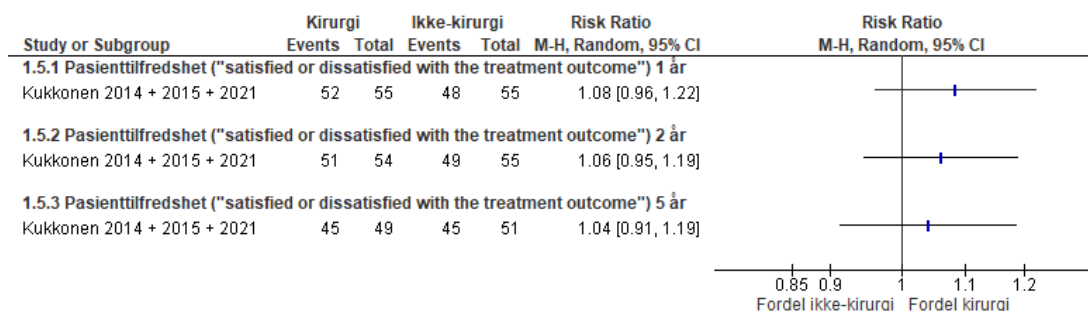 Kirurgi Ikke-kirurgi Risk Ratio Risk Ratio
Study or Subgroup Events Total Events Total M-H, Random, 95% CI M-H, Random, 95% CI
1.5.1 Pasienttilfredshet ("satisfied or dissatisfied with the treatment outcome") 1 år
Kukkonen 2014 + 2015 + 2021 52 55 48 55 1.08 [0.96, 1.22]
1.5.2 Pasienttilfredshet ("satisfied or dissatisfied with the treatment outcome") 2 år
Kukkonen 2014 + 2015 + 2021 51 54 49 55 1.06 [0.95, 1.19]
1.5.3 Pasienttilfredshet ("satisfied or dissatisfied with the treatment outcome") 5 år
Kukkonen 2014 + 2015 + 2021 45 49 45 51 1.04 [0.91, 1.19]
0.85 0.9 1 1.1 1.2
Fordel ikke-kirurgi Fordel kirurgi